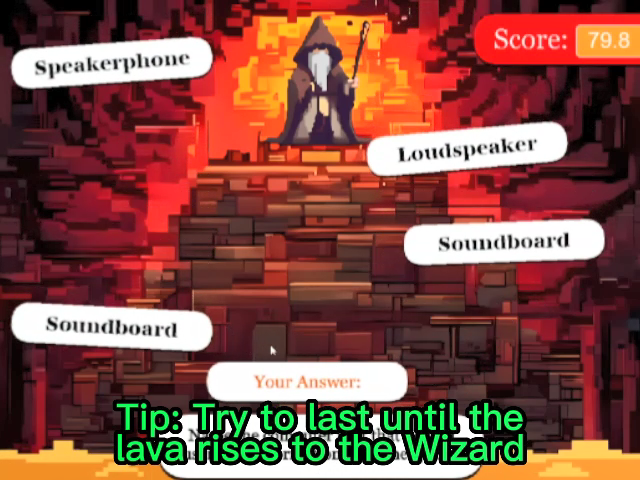 Speakerphone
Score: 79.8
Loudspeaker
Soundboard
Soundboard
Your Answer:
Tip: Try to last until the
lava rises to the Wizard